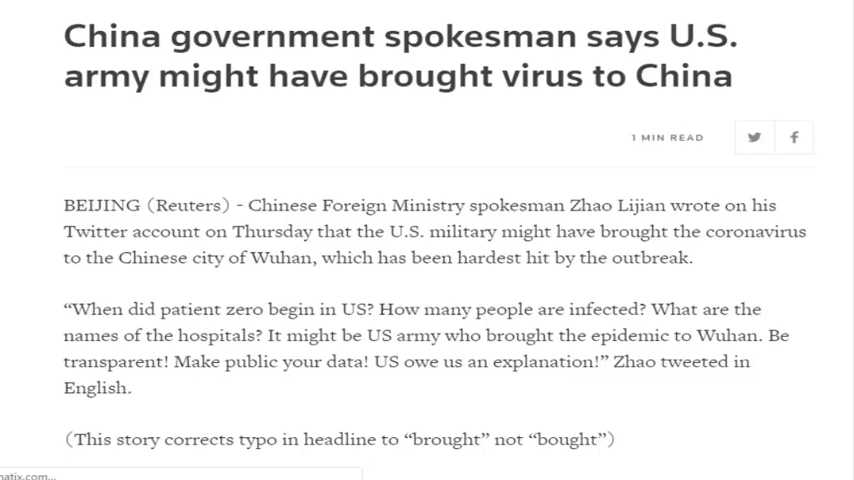 China government spokesman says U.S.
army might have brought virus to China
1 MIN READ
BEIJING (Reuters) - Chinese Foreign Ministry spokesman Zhao Lijian wrote on his
Twitter account on Thursday that the U.S. military might have brought the coronavirus
to the Chinese city of Wuhan, which has been hardest hit by the outbreak.
“When did patient zero begin in US? How many people are infected? What are the
names of the hospitals? It might be US army who brought the epidemic to Wuhan. Be
transparent! Make public your data! US owe us an explanation!” Zhao tweeted in
English.
(This story corrects typo in headline to “brought” not “bought”)